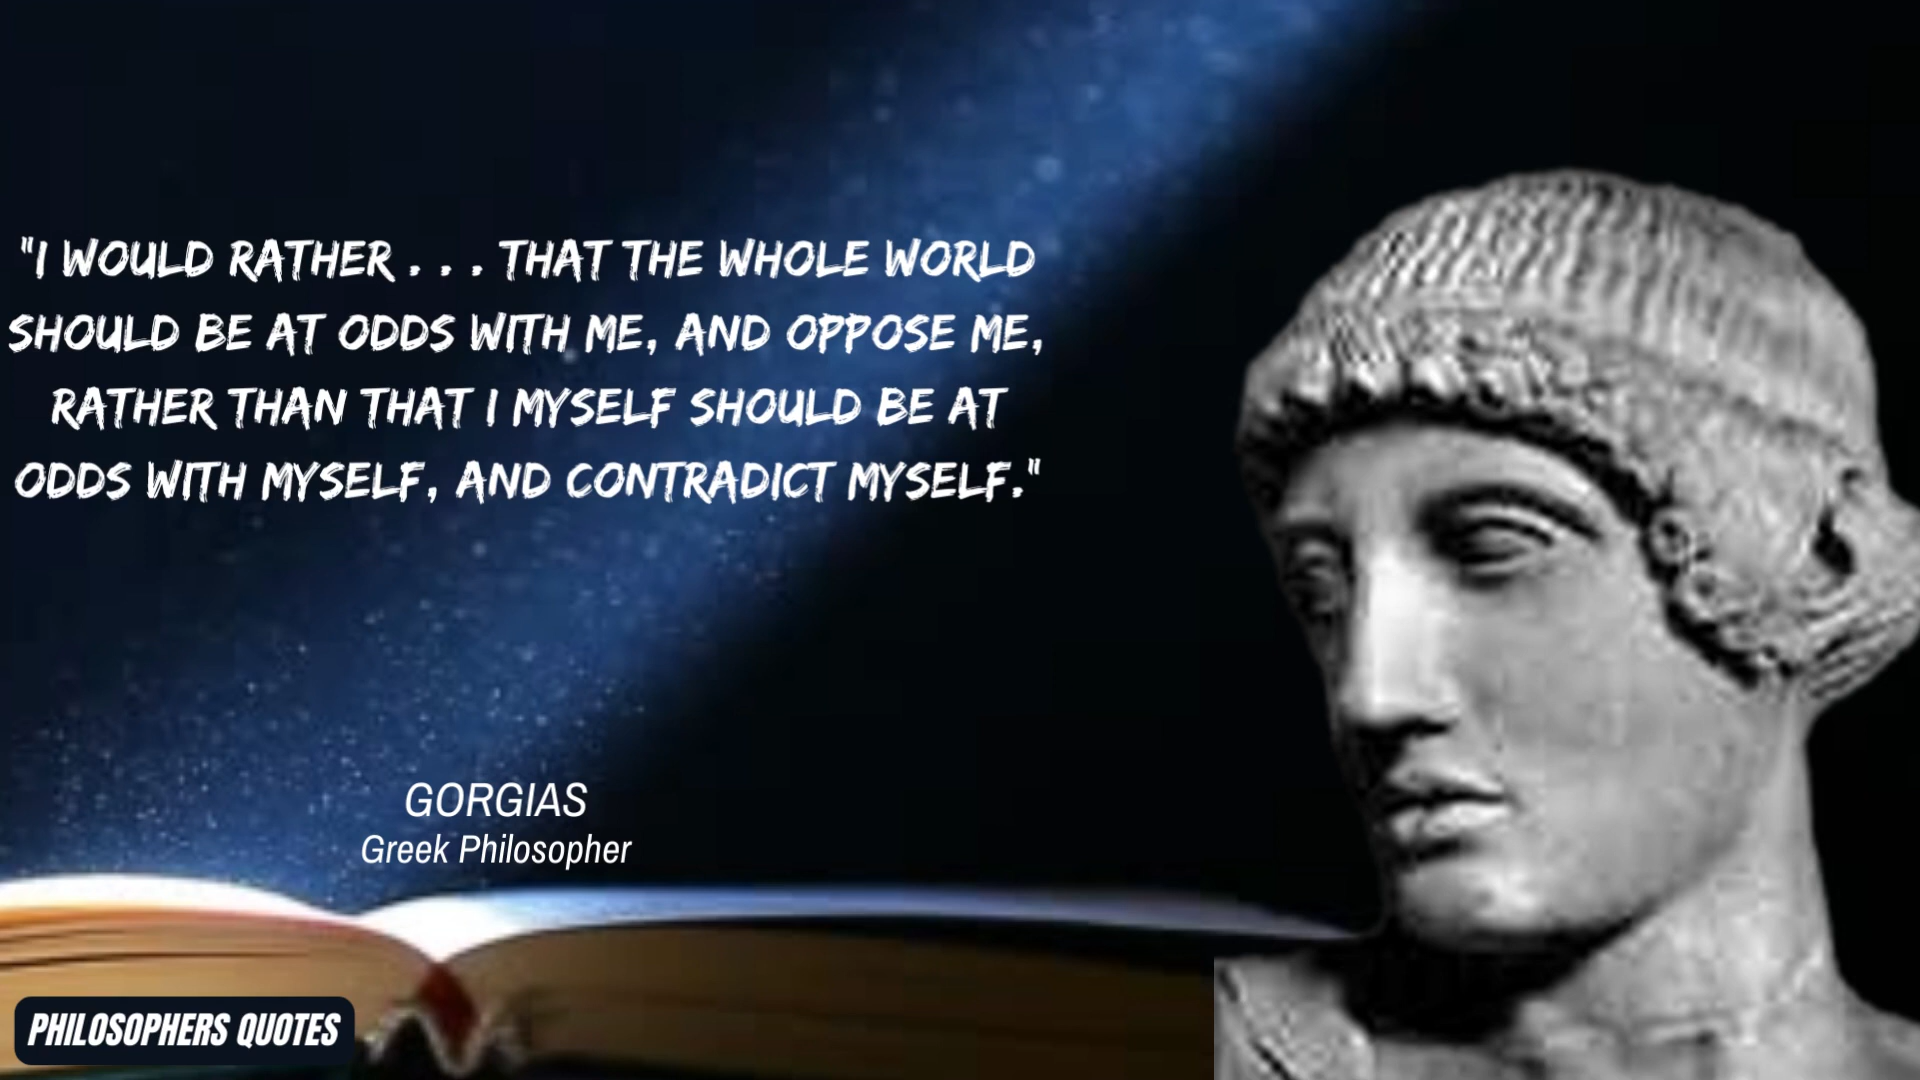 "I WOULD RATHER . . . THAT THE WHOLE WORLD
SHOULD BE AT ODDS WITH ME, AND OPPOSE ME,
RATHER THAN THAT I MYSELF SHOULD BE AT
ODDS WITH MYSELF, AND CONTRADICT MYSELF."
GORGIAS
Greek Philosopher
PHILOSOPHERS QUOTES